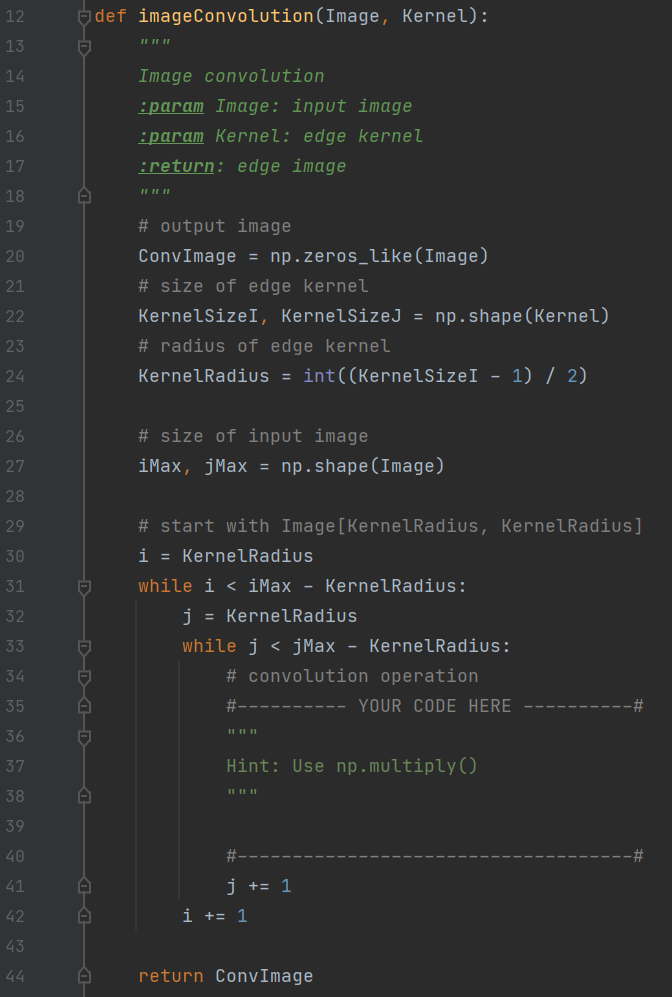 12 def imageConvolution(Image, Kernel):
13 """
14 Image convolution
15 :param Image: input image
16 :param Kernel: edge kernel
17 :return: edge image
18 """
19 # output image
20 ConvImage = np.zeros_like(Image)
21 # size of edge kernel
22 KernelSizeI, KernelSizeJ = np.shape(Kernel)
23 # radius of edge kernel
24 KernelRadius = int((KernelSizeI - 1) / 2)
25
26 # size of input image
27 iMax, jMax = np.shape(Image)
28
29 # start with Image[KernelRadius, KernelRadius]
30 i = KernelRadius
31 while i < iMax - KernelRadius:
32 j = KernelRadius
33 while j < jMax - KernelRadius:
34 # convolution operation
35 #---------- YOUR CODE HERE ----------#
36 """
37 Hint: Use np.multiply()
38 """
39
40 #------------------------------------#
41 j += 1
42 i += 1
43
44 return ConvImage